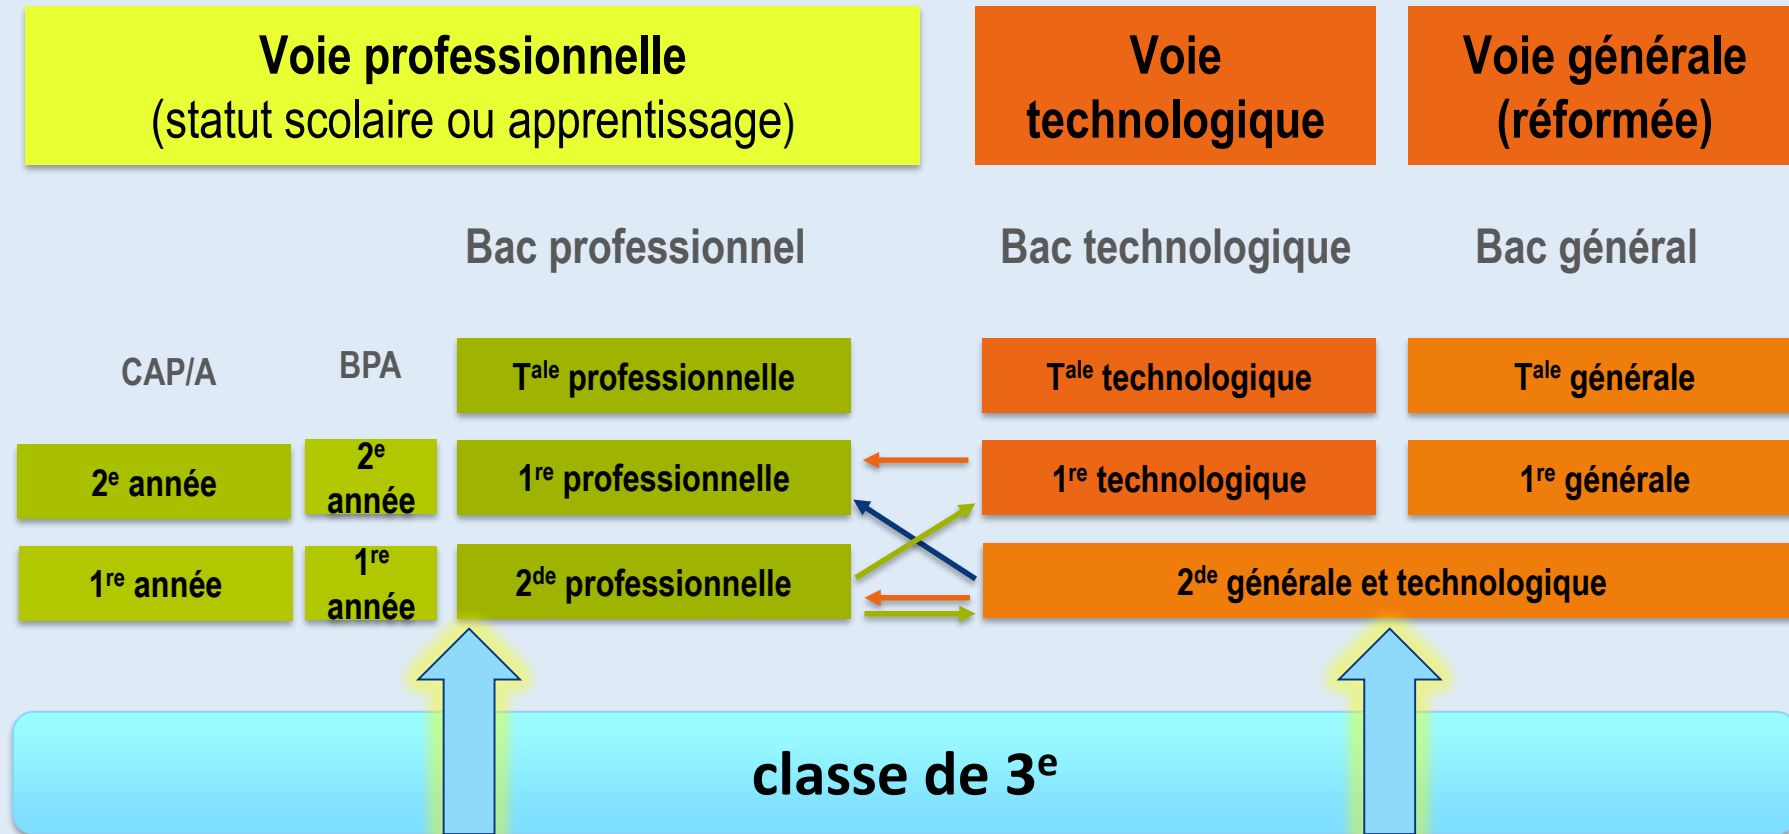 Voie professionnelle
(statut scolaire ou apprentissage)
Voie
technologique
Voie générale
(réformée)
Bac professionnel
Bac technologique
Bac général
CAP/A
BPA
Tale professionnelle
Tale technologique
Tale générale
2e année
2e
année
1re professionnelle
1re technologique
1re générale
1re année
1re
année
2de professionnelle
2de générale et technologique
classe de 3e